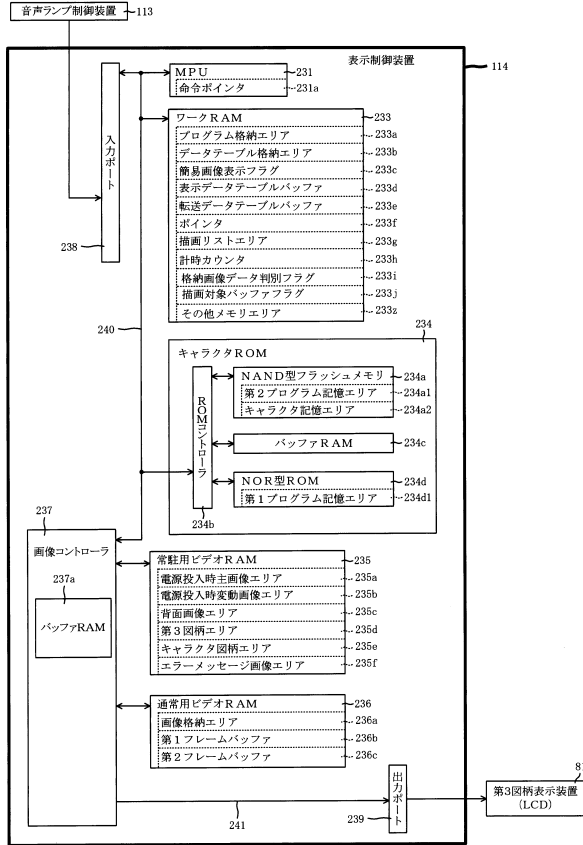 音声ランプ制御装置 113
表示制御装置
114
MPU 231
命令ポインタ 231a
ワークRAM 233
プログラム格納エリア 233a
データテーブル格納エリア 233b
簡易画像表示フラグ 233c
表示データテーブルバッファ 233d
転送データテーブルバッファ 233e
ポインタ 233f
描画リストエリア 233g
計時カウンタ 233h
格納画像データ判別フラグ 233i
描画対象バッファフラグ 233j
その他メモリエリア 233z
入力ポート
238
240
234
キャラクタROM
NAND型フラッシュメモリ 234a
第2プログラム記憶エリア 234a1
キャラクタ記憶エリア 234a2
ROMコントローラ
バッファRAM 234c
NOR型ROM 234d
第1プログラム記憶エリア 234d1
234b
237
画像コントローラ
237a
バッファRAM
常駐用ビデオRAM 235
電源投入時主画像エリア 235a
電源投入時変動画像エリア 235b
背面画像エリア 235c
第3図柄エリア 235d
キャラクタ図柄エリア 235e
エラーメッセージ画像エリア 235f
通常用ビデオRAM 236
画像格納エリア 236a
第1フレームバッファ 236b
第2フレームバッファ 236c
出力ポート
239
241
81
第3図柄表示装置
(LCD)